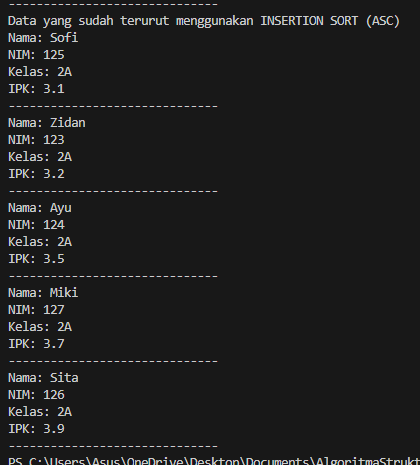 ------------------------------
Data yang sudah terurut menggunakan INSERTION SORT (ASC)
Nama: Sofi
NIM: 125
Kelas: 2A
IPK: 3.1
------------------------------
Nama: Zidan
NIM: 123
Kelas: 2A
IPK: 3.2
------------------------------
Nama: Ayu
NIM: 124
Kelas: 2A
IPK: 3.5
------------------------------
Nama: Miki
NIM: 127
Kelas: 2A
IPK: 3.7
------------------------------
Nama: Sita
NIM: 126
Kelas: 2A
IPK: 3.9
------------------------------
PS C:\Users\Asus\OneDrive\Desktop\Documents\AlgoritmaStrukt